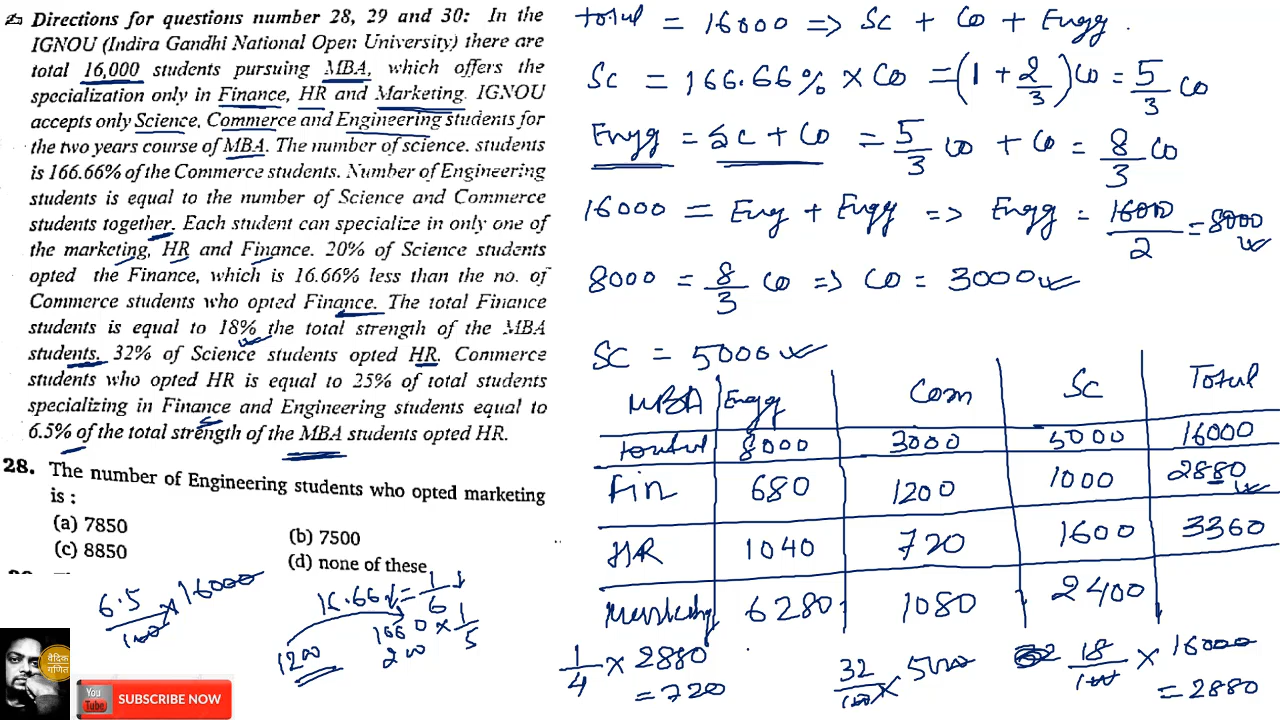 Directions for questions number 28, 29 and 30: In the
IGNOU (Indira Gandhi National Open University) there are
total 16,000 students pursuing MBA, which offers the
specialization only in Finance, HR and Marketing. IGNOU
accepts only Science, Commerce and Engineering students for
the two years course of MBA. The number of science. students
is 166.66% of the Commerce students. Number of Engineering
students is equal to the number of Science and Commerce
students together. Each student can specialize in only one of
the marketing, HR and Finance. 20% of Science students
opted the Finance, which is 16.66% less than the no. of
Commerce students who opted Finance. The total Finance
students is equal to 18% the total strength of the MBA
students. 32% of Science students opted HR. Commerce
students who opted HR is equal to 25% of total students
specializing in Finance and Engineering students equal to
6.5% of the total strength of the MBA students opted HR.
28. The number of Engineering students who opted marketing
is :
(a) 7850
(b) 7500
(c) 8850
(d) none of these
6.5/100 × 16000
16.66% ↓ = 1/6 ↓
1200
1/5
200
वैदिक
गणित
You Tube SUBSCRIBE NOW
Total = 16000 => Sc + Co + Engg.
Sc = 166.66% × Co = (1 + 2/3) Co = 5/3 Co
Engg = Sc + Co = 5/3 Co + Co = 8/3 Co
16000 = Eng + Engg => Engg = 16000/2 = 8000
8000 = 8/3 Co => Co = 3000
Sc = 5000
MBA Engg Com Sc Total
total 8000 3000 5000 16000
Fin 680 1200 1000 2880
HR 1040 720 1600 3360
Marketing 6280 1080 2400
1/4 × 2880
= 720
32/100 × 5000
18/100 × 16000
= 2880